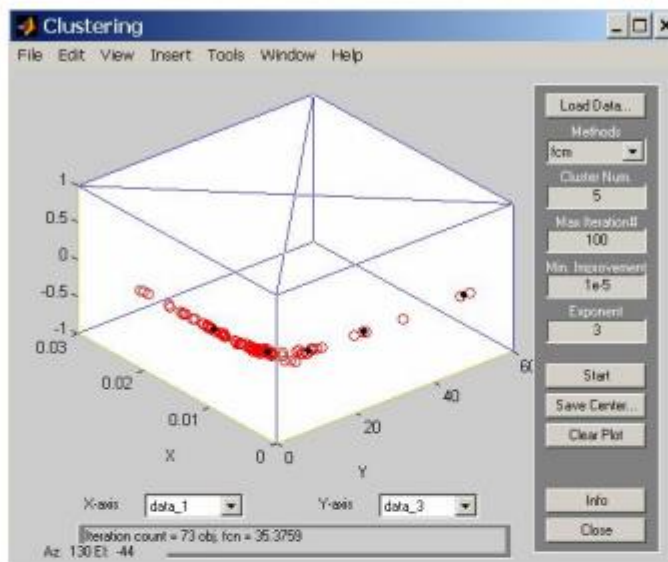 Clustering
File Edit View Insert Tools Window Help
Load Data...
Methods
fcm
Cluster Num.
5
Max Iteration#
100
Min. Improvement
1e-5
Exponent
3
Start
Save Center...
Clear Plot
Info
Close
1
0.5
0
-0.5
-1
0.03
0.02
0.01
0
X
0
20
40
60
Y
X-axis data_1 Y-axis data_3
Iteration count = 73 obj. fcn = 35.3759
Az: 130 El: -44